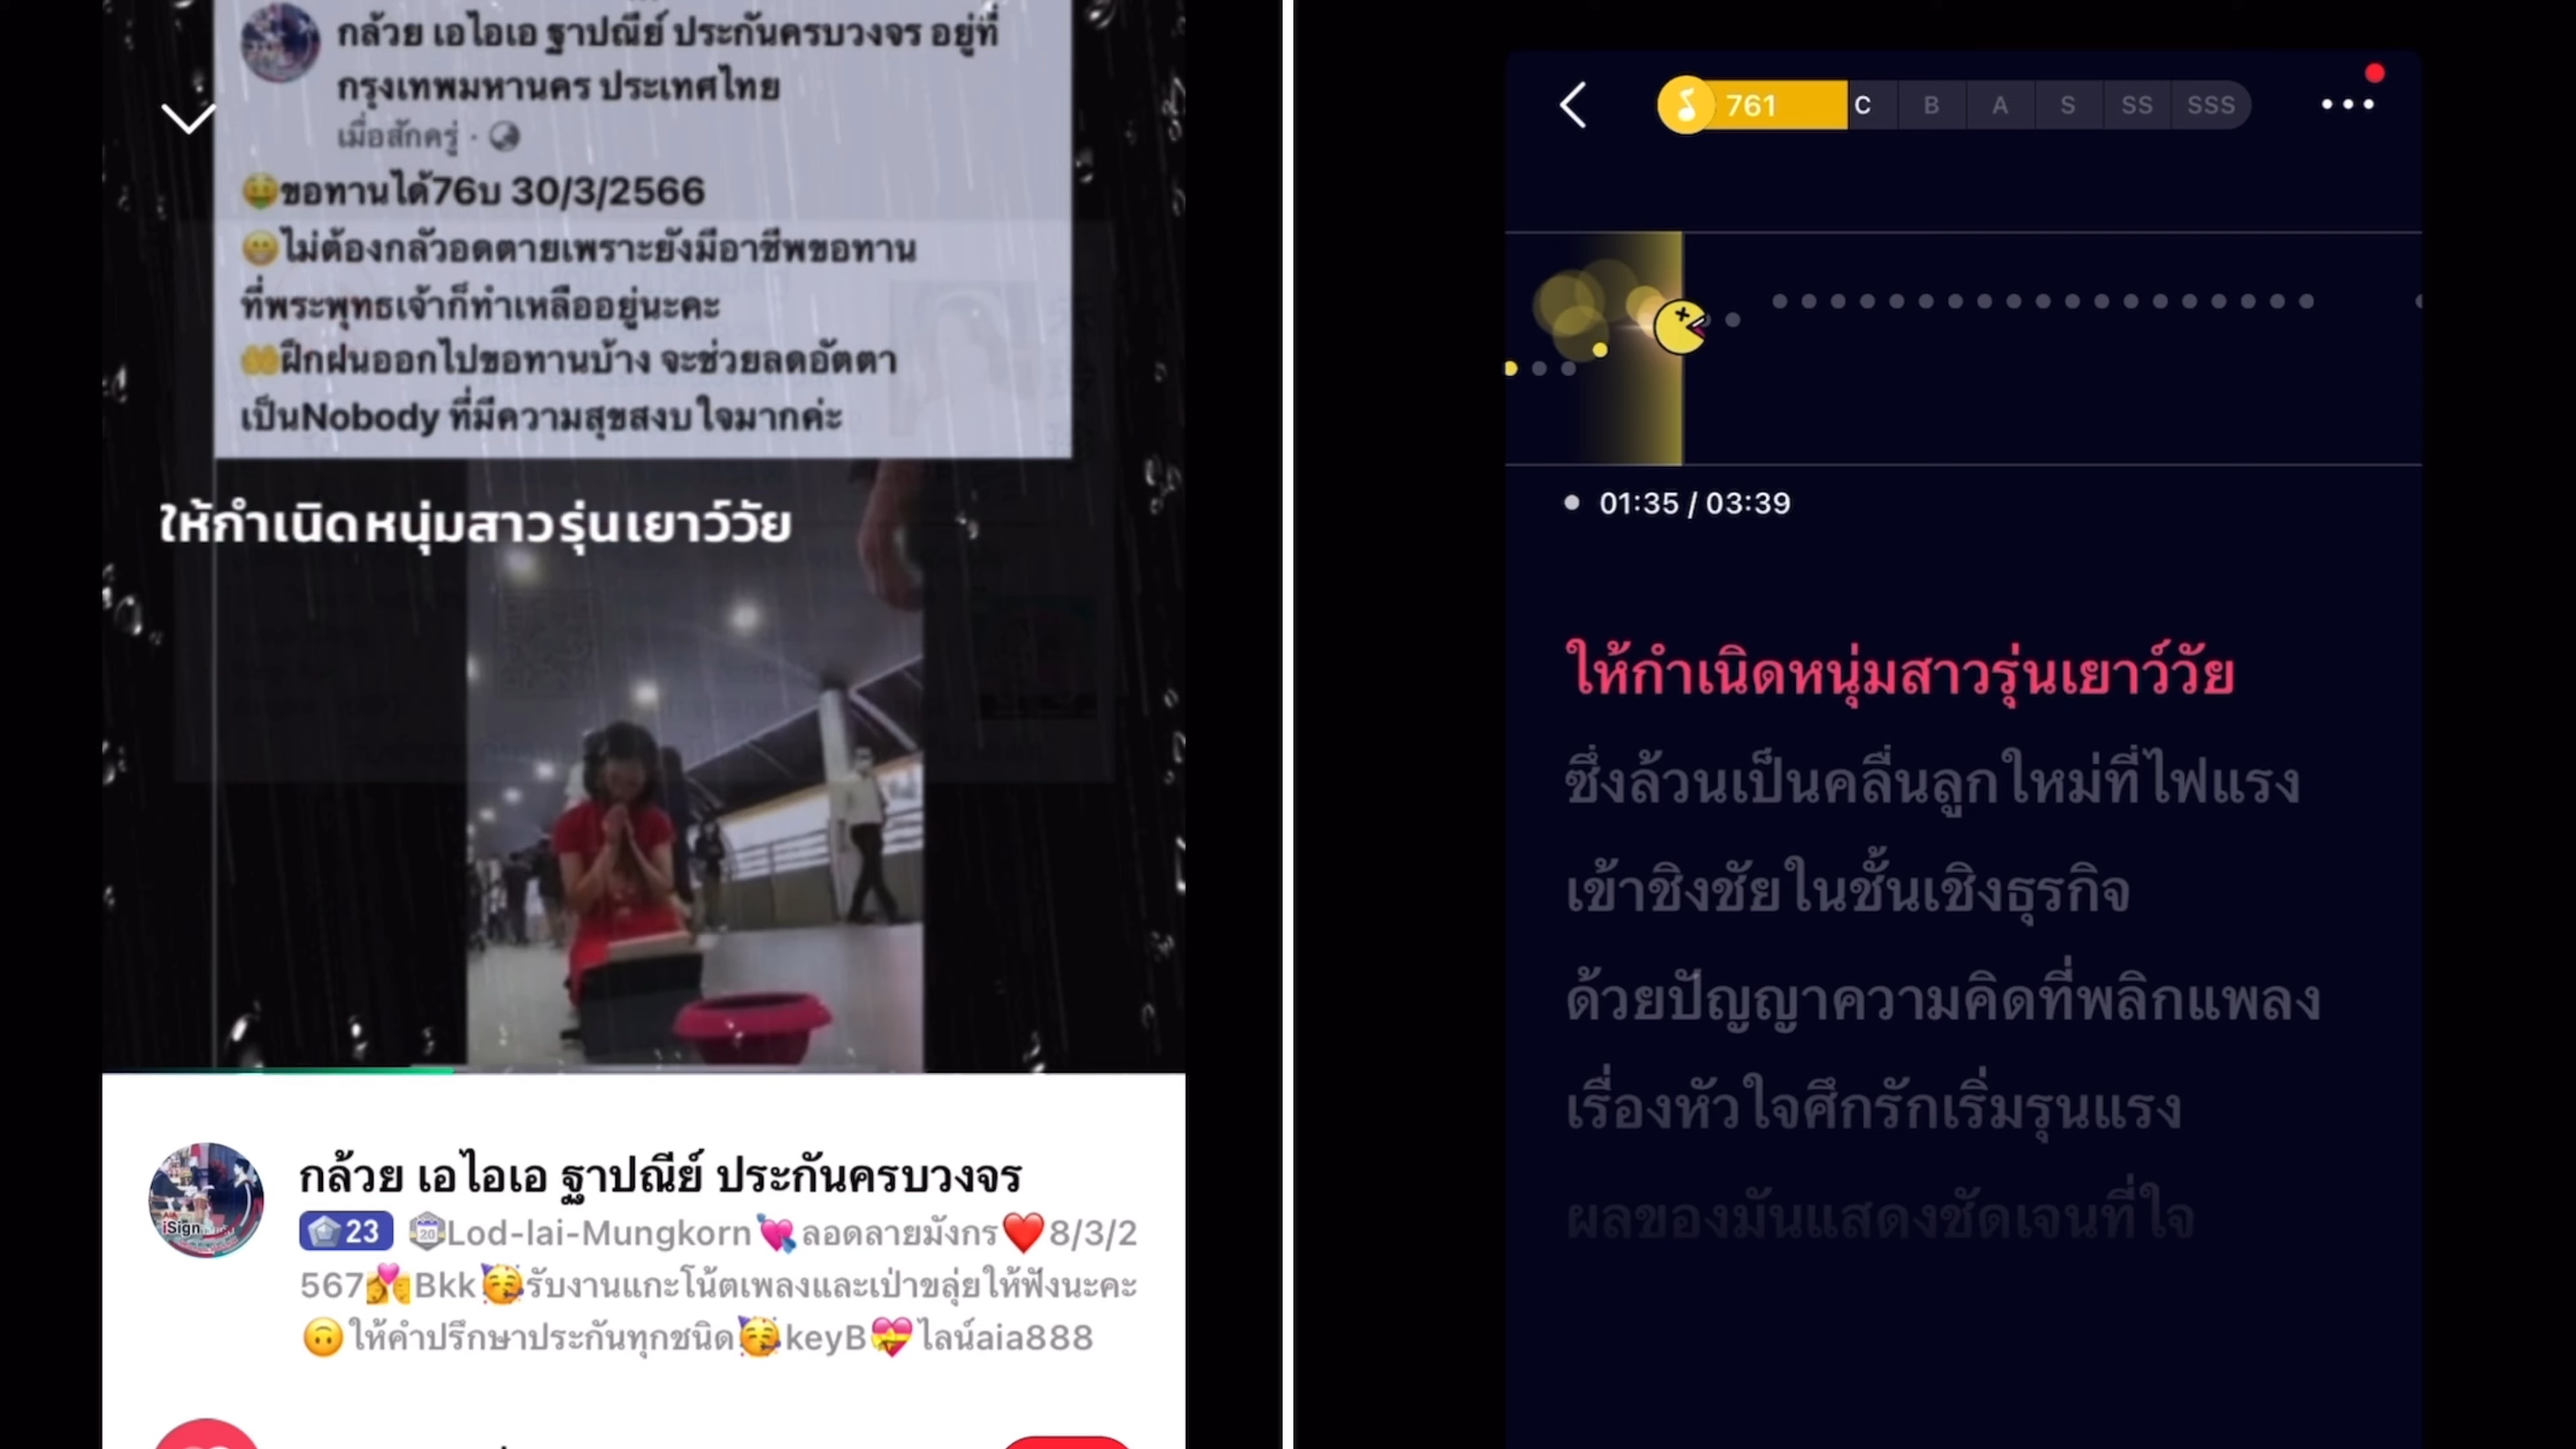 กล้วย เอไอเอ ฐาปณีย์ ประกันครบวงจร อยู่ที่
กรุงเทพมหานคร ประเทศไทย
เมื่อสักครู่ ·
🤑ขอทานได้76บ 30/3/2566
😁ไม่ต้องกลัวอดตายเพราะยังมีอาชีพขอทาน
ที่พระพุทธเจ้าก็ทำเหลืออยู่นะคะ
🤲ฝึกฝนออกไปขอทานบ้าง จะช่วยลดอัตตา
เป็นNobody ที่มีความสุขสงบใจมากค่ะ
ให้กำเนิดหนุ่มสาวรุ่นเยาว์วัย
กล้วย เอไอเอ ฐาปณีย์ ประกันครบวงจร
iSign
23 20 Lod-lai-Mungkorn💘ลอดลายมังกร❤️8/3/2
567💏Bkk🥳รับงานแกะโน้ตเพลงและเป่าขลุ่ยให้ฟังนะคะ
🙃ให้คำปรึกษาประกันทุกชนิด🥳keyB💝ไลน์aia888
761 C B A S SS SSS
01:35 / 03:39
ให้กำเนิดหนุ่มสาวรุ่นเยาว์วัย
ซึ่งล้วนเป็นคลื่นลูกใหม่ที่ไฟแรง
เข้าชิงชัยในชั้นเชิงธุรกิจ
ด้วยปัญญาความคิดที่พลิกแพลง
เรื่องหัวใจศึกรักเริ่มรุนแรง
ผลของมันแสดงชัดเจนที่ใจ